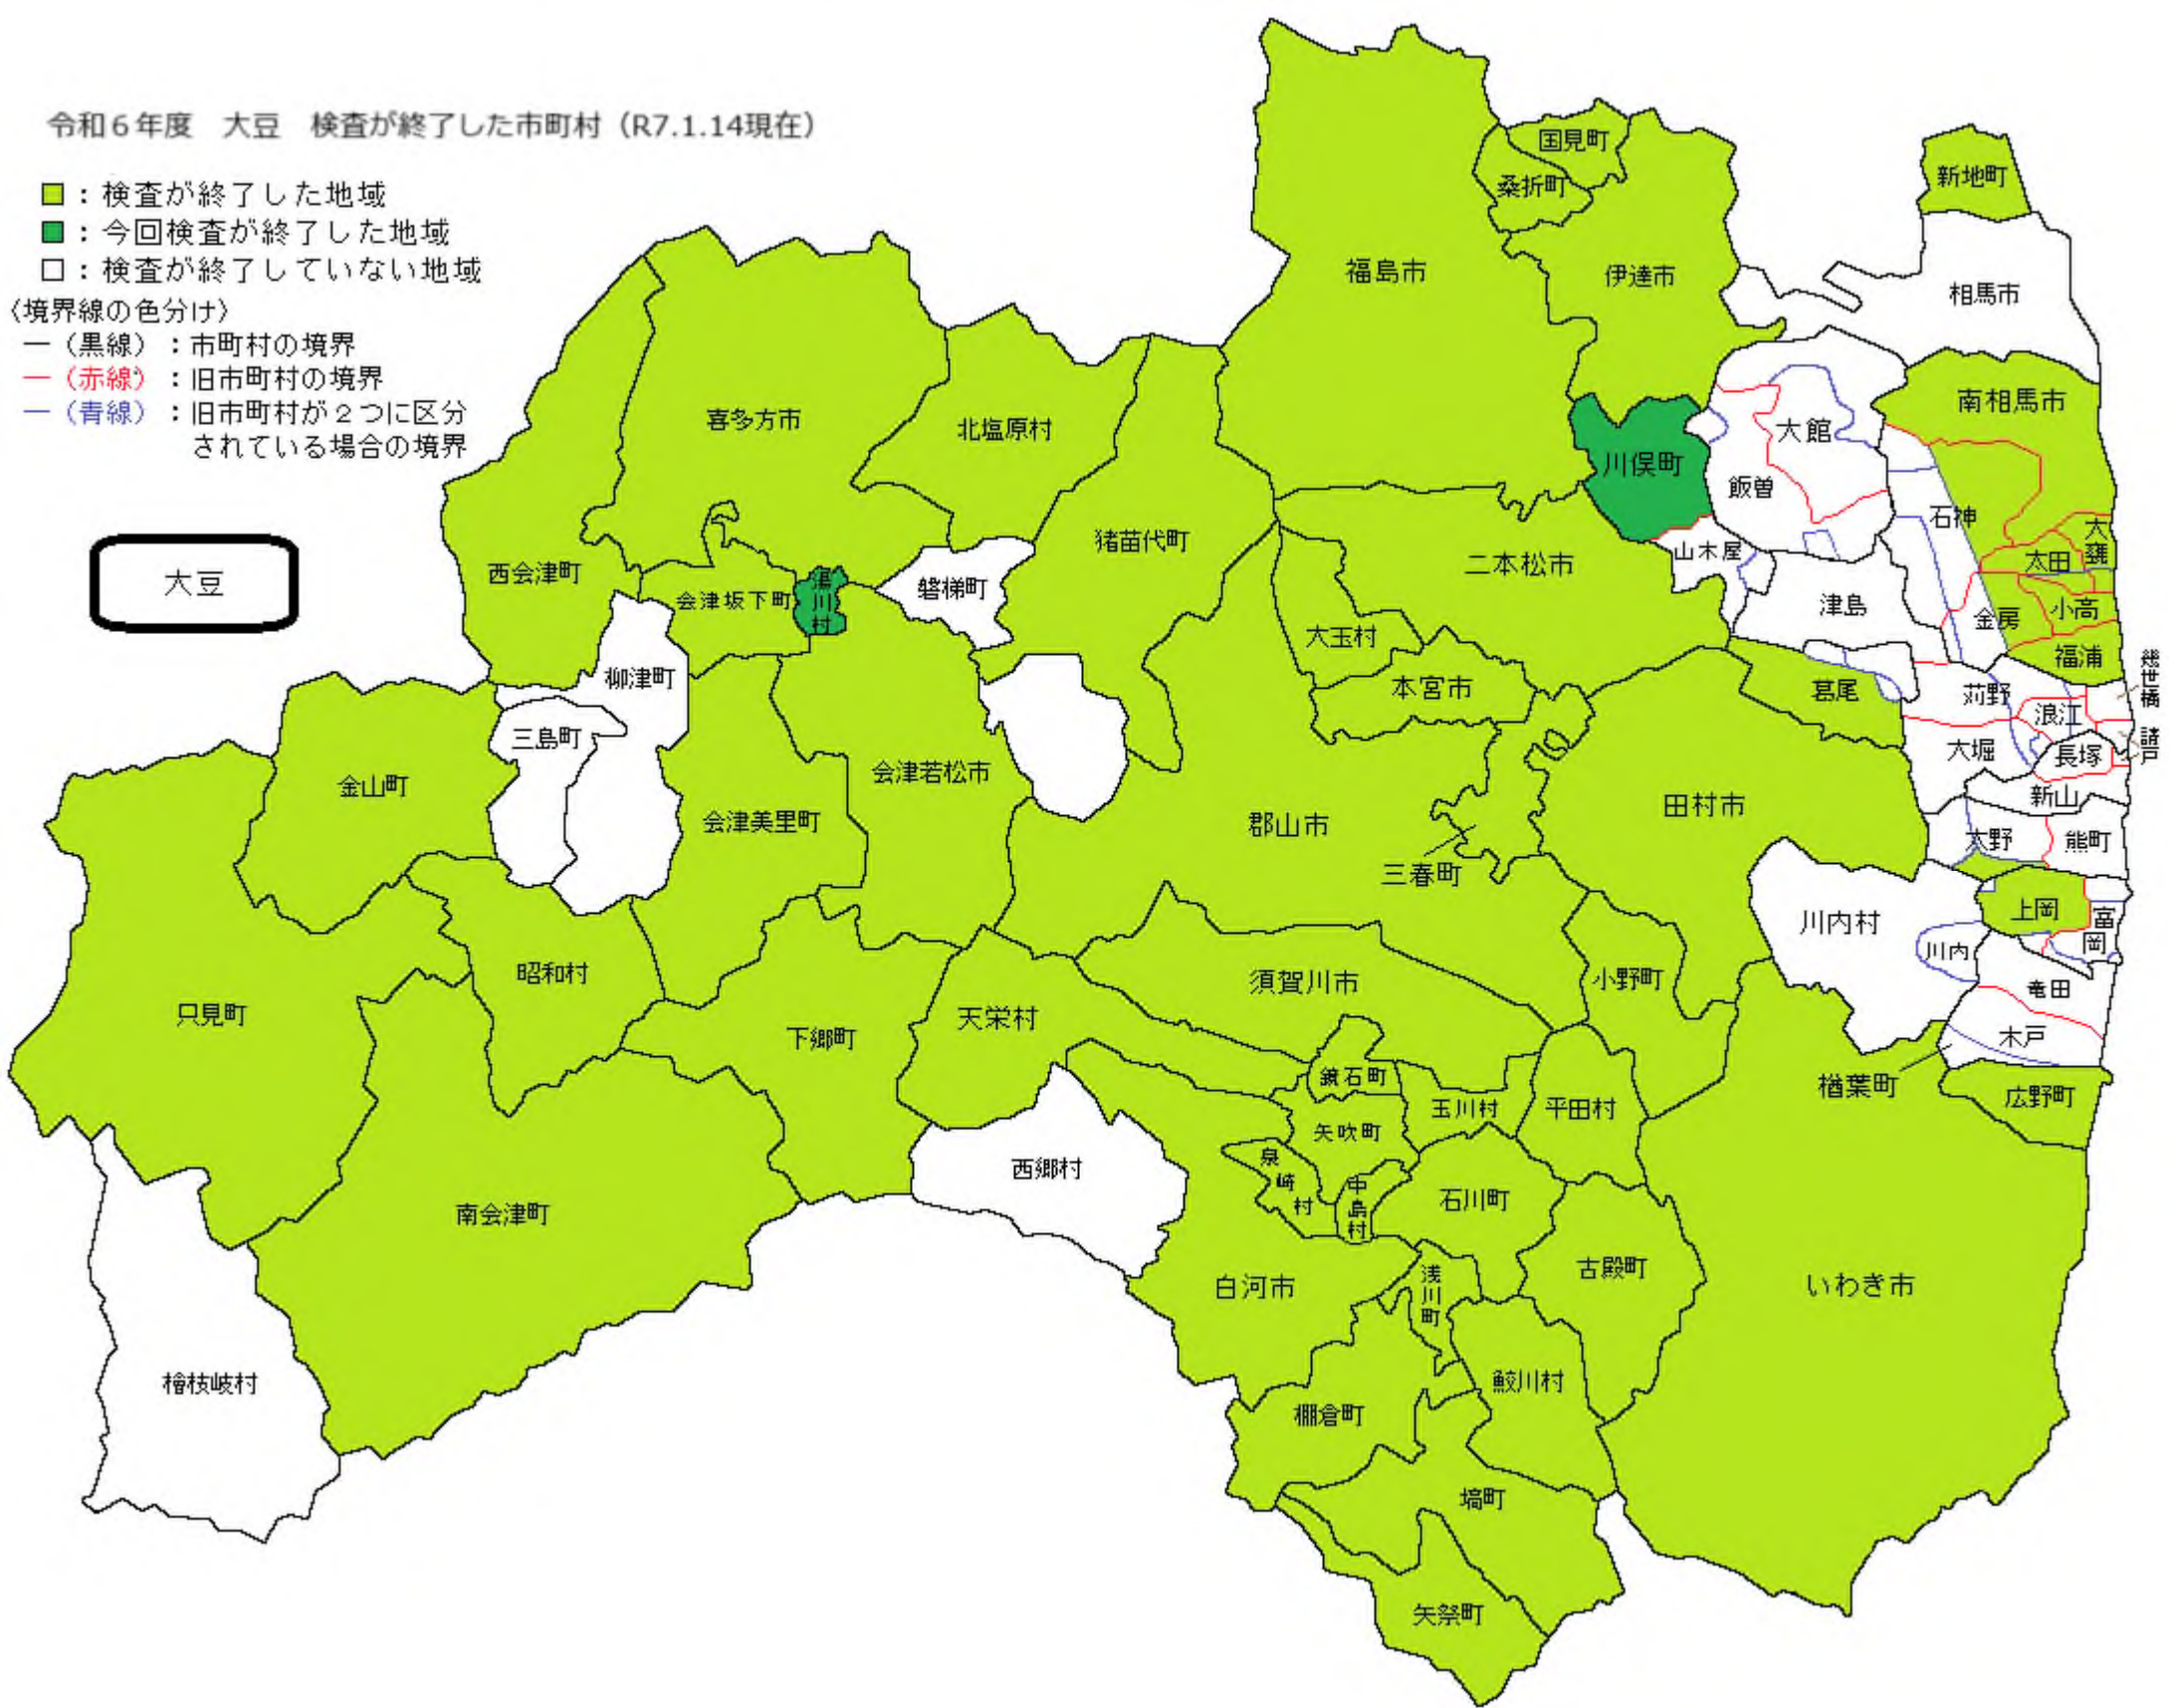 令和６年度　大豆　検査が終了した市町村（R7.1.14現在）
■：検査が終了した地域
■：今回検査が終了した地域
□：検査が終了していない地域
〈境界線の色分け〉
―（黒線）：市町村の境界
―（赤線）：旧市町村の境界
―（青線）：旧市町村が２つに区分
されている場合の境界
大豆
国見町
桑折町
新地町
福島市
伊達市
相馬市
南相馬市
喜多方市
北塩原村
大館
川俣町
飯曽
石神
猪苗代町
二本松市
山木屋
大甕
太田
西会津町
会津坂下町
湯川村
磐梯町
津島
金房
小高
大玉村
福浦
柳津町
本宮市
葛尾
苅野
幾世橋
浪江
三島町
請戸
大堀
長塚
金山町
会津若松市
新山
会津美里町
郡山市
田村市
大野
熊町
三春町
上岡
富岡
川内村
川内
昭和村
須賀川市
小野町
竜田
只見町
天栄村
下郷町
木戸
鏡石町
楢葉町
広野町
玉川村
平田村
矢吹町
西郷村
泉崎村
中島村
石川町
南会津町
白河市
浅川町
古殿町
いわき市
檜枝岐村
鮫川村
棚倉町
塙町
矢祭町